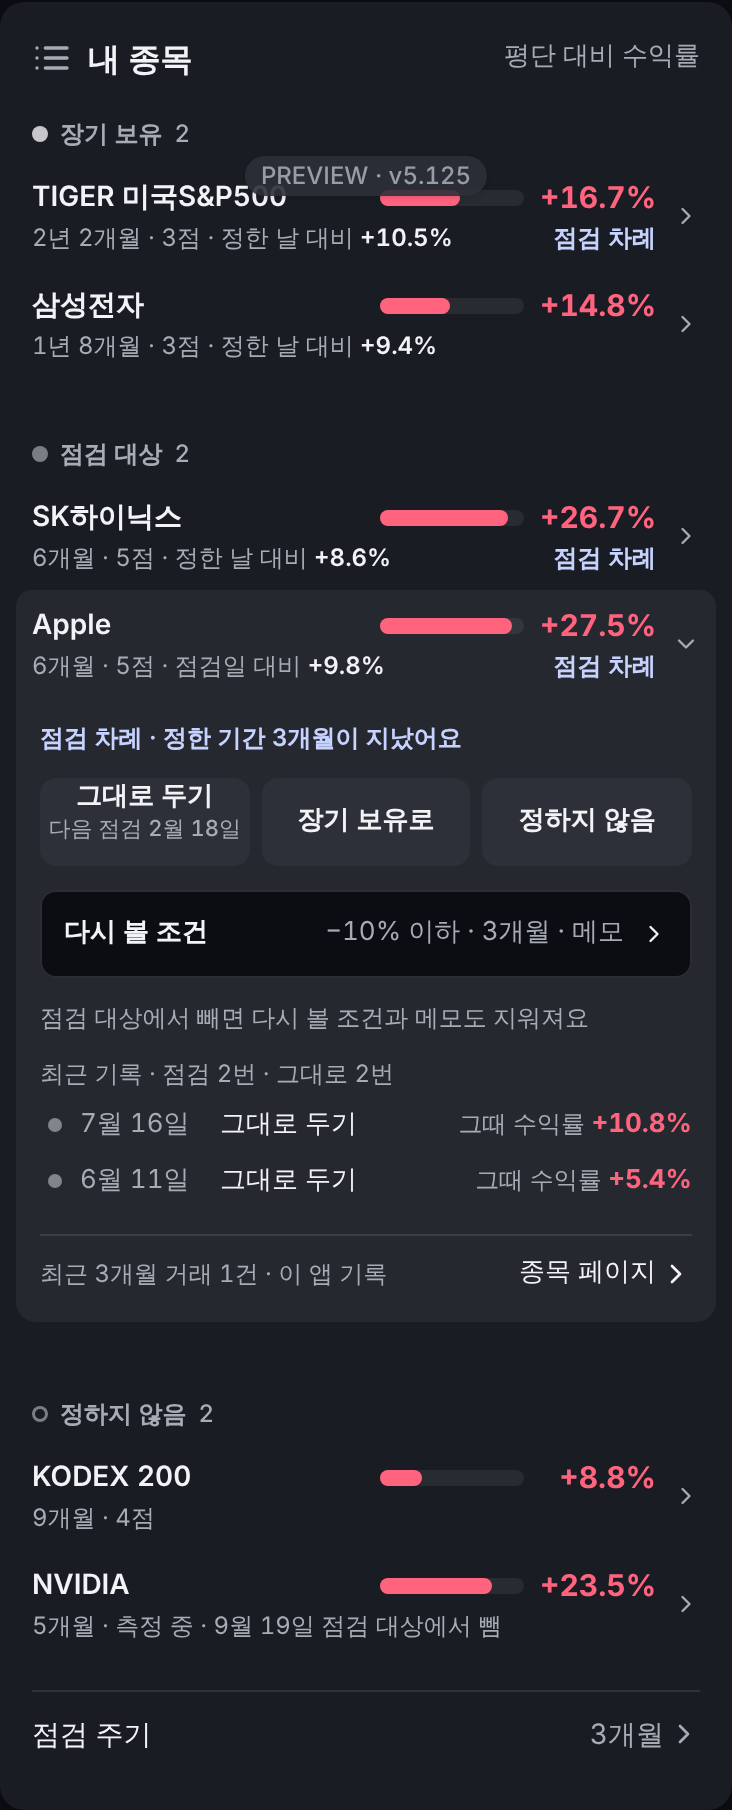 내 종목
평단 대비 수익률
장기 보유 2
PREVIEW · v5.125
TIGER 미국S&P500
+16.7%
2년 2개월 · 3점 · 정한 날 대비 +10.5%
점검 차례
삼성전자
+14.8%
1년 8개월 · 3점 · 정한 날 대비 +9.4%
점검 대상 2
SK하이닉스
+26.7%
6개월 · 5점 · 정한 날 대비 +8.6%
점검 차례
Apple
+27.5%
6개월 · 5점 · 점검일 대비 +9.8%
점검 차례
점검 차례 · 정한 기간 3개월이 지났어요
그대로 두기
다음 점검 2월 18일
장기 보유로
정하지 않음
다시 볼 조건
−10% 이하 · 3개월 · 메모
점검 대상에서 빼면 다시 볼 조건과 메모도 지워져요
최근 기록 · 점검 2번 · 그대로 2번
7월 16일 그대로 두기 그때 수익률 +10.8%
6월 11일 그대로 두기 그때 수익률 +5.4%
최근 3개월 거래 1건 · 이 앱 기록
종목 페이지
정하지 않음 2
KODEX 200
+8.8%
9개월 · 4점
NVIDIA
+23.5%
5개월 · 측정 중 · 9월 19일 점검 대상에서 뺌
점검 주기
3개월